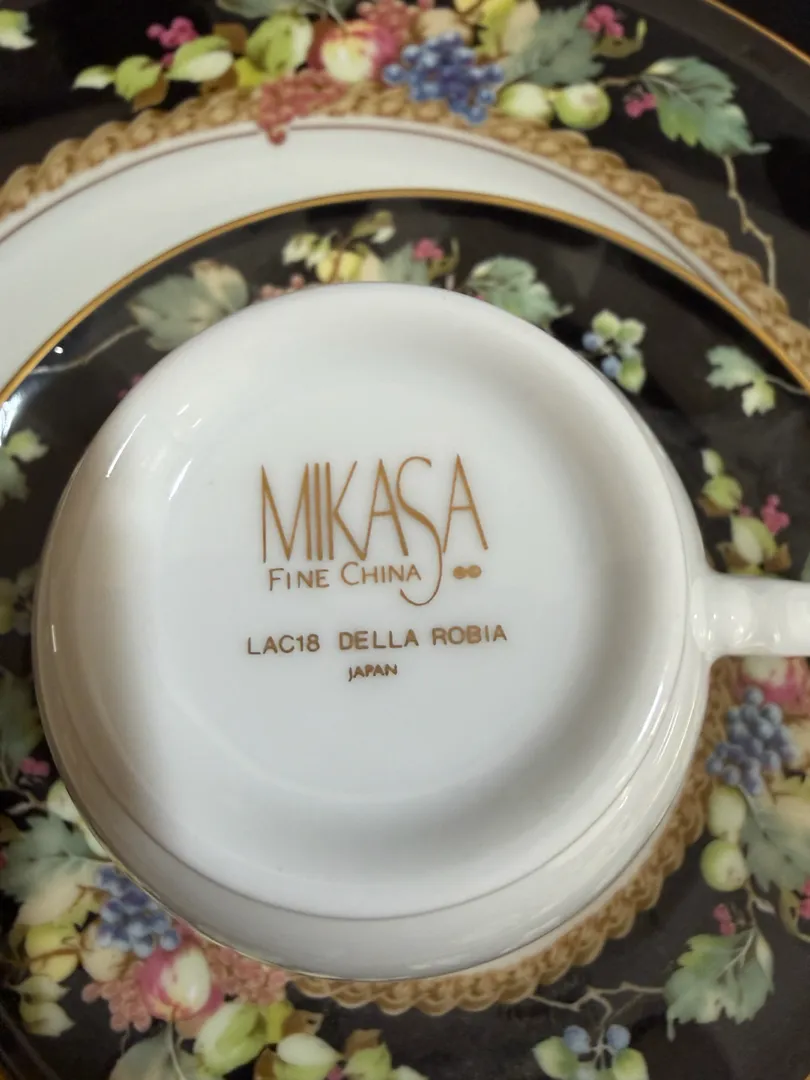 MIKASA
FINE CHINA
LAC18 DELLA ROBIA
JAPAN